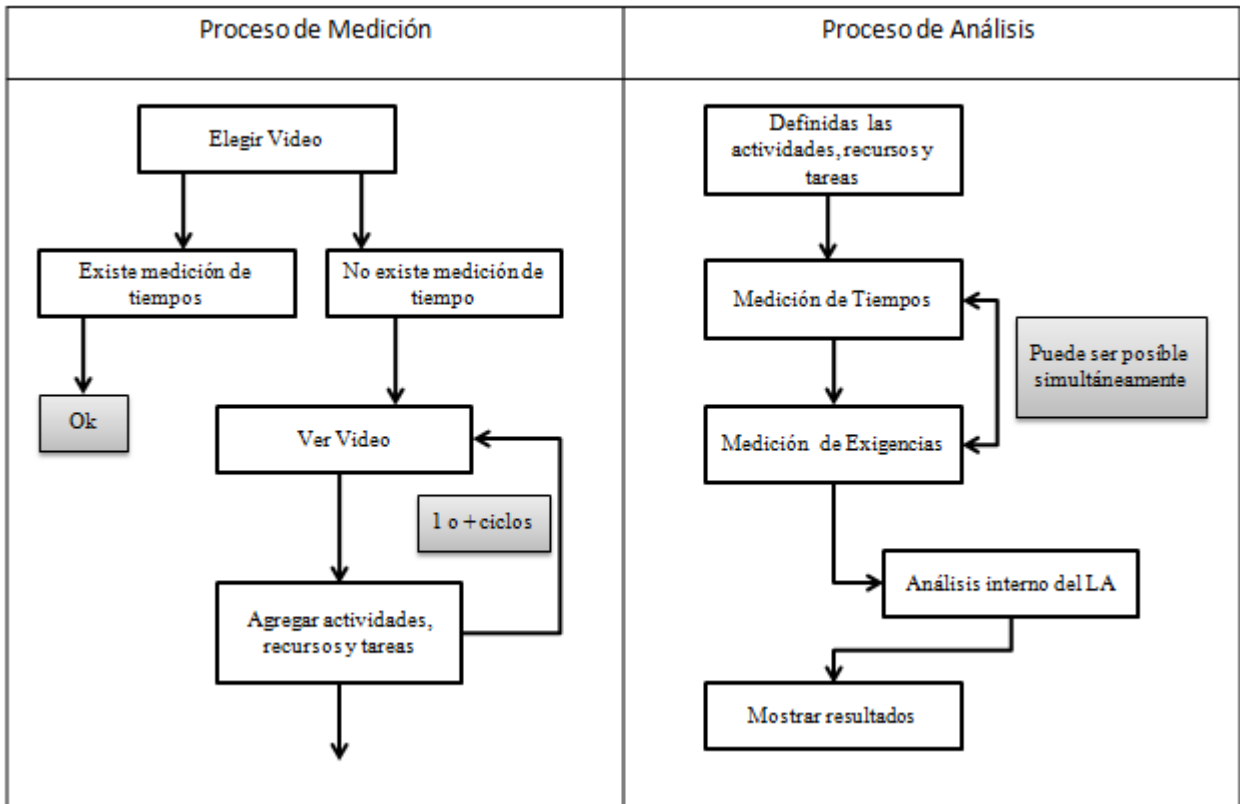 Proceso de Medición
Elegir Video
Existe medición de
tiempos
No existe medición de
tiempo
Ok
Ver Video
1 o + ciclos
Agregar actividades,
recursos y tareas
Proceso de Análisis
Definidas las
actividades, recursos y
tareas
Medición de Tiempos
Puede ser posible
simultáneamente
Medición de Exigencias
Análisis interno del LA
Mostrar resultados